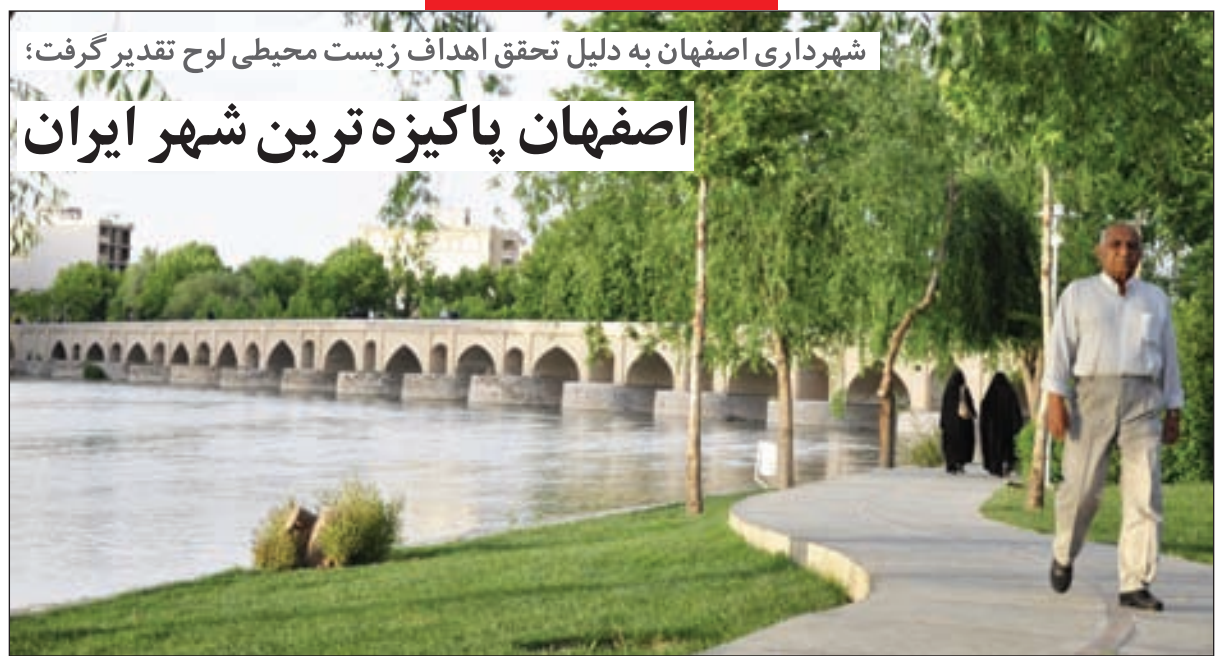 شهرداری اصفهان به دلیل تحقق اهداف زیست محیطی لوح تقدیر گرفت؛
اصفهان پاکیزه‌ترین شهر ایران